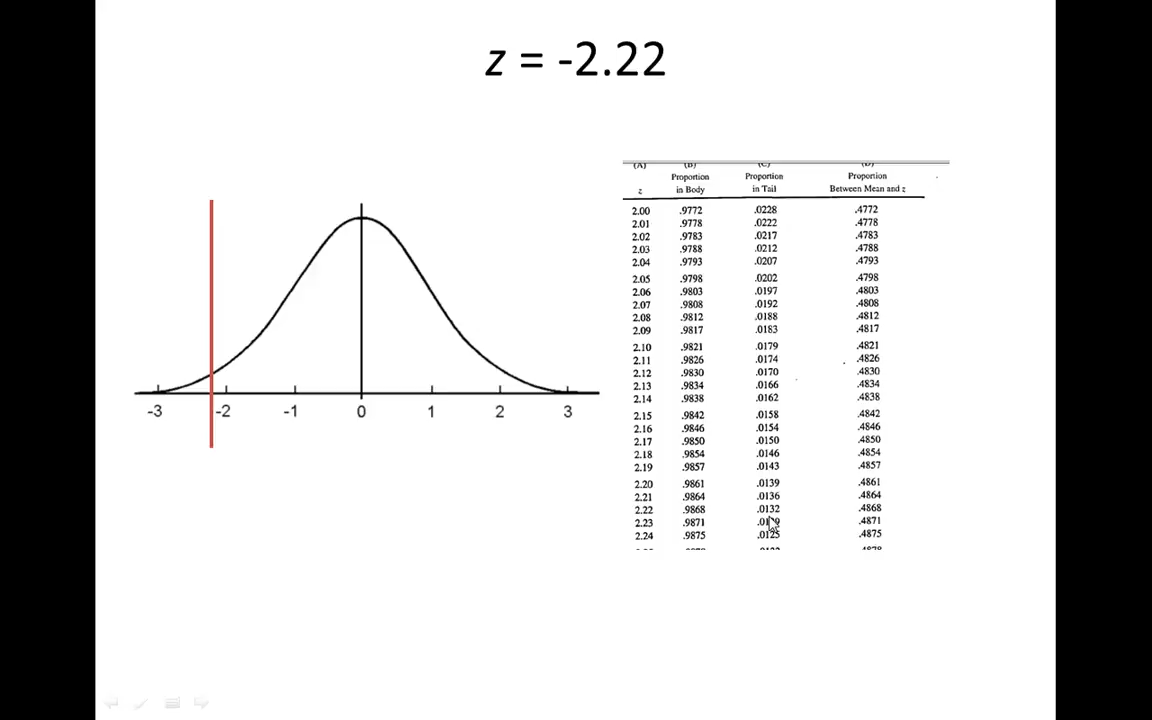 z = -2.22
-3 -2 -1 0 1 2 3
(A) (B) (C) (D)
Proportion Proportion Proportion
z in Body in Tail Between Mean and z
2.00 .9772 .0228 .4772
2.01 .9778 .0222 .4778
2.02 .9783 .0217 .4783
2.03 .9788 .0212 .4788
2.04 .9793 .0207 .4793
2.05 .9798 .0202 .4798
2.06 .9803 .0197 .4803
2.07 .9808 .0192 .4808
2.08 .9812 .0188 .4812
2.09 .9817 .0183 .4817
2.10 .9821 .0179 .4821
2.11 .9826 .0174 .4826
2.12 .9830 .0170 .4830
2.13 .9834 .0166 .4834
2.14 .9838 .0162 .4838
2.15 .9842 .0158 .4842
2.16 .9846 .0154 .4846
2.17 .9850 .0150 .4850
2.18 .9854 .0146 .4854
2.19 .9857 .0143 .4857
2.20 .9861 .0139 .4861
2.21 .9864 .0136 .4864
2.22 .9868 .0132 .4868
2.23 .9871 .4871
2.24 .9875 .0125 .4875